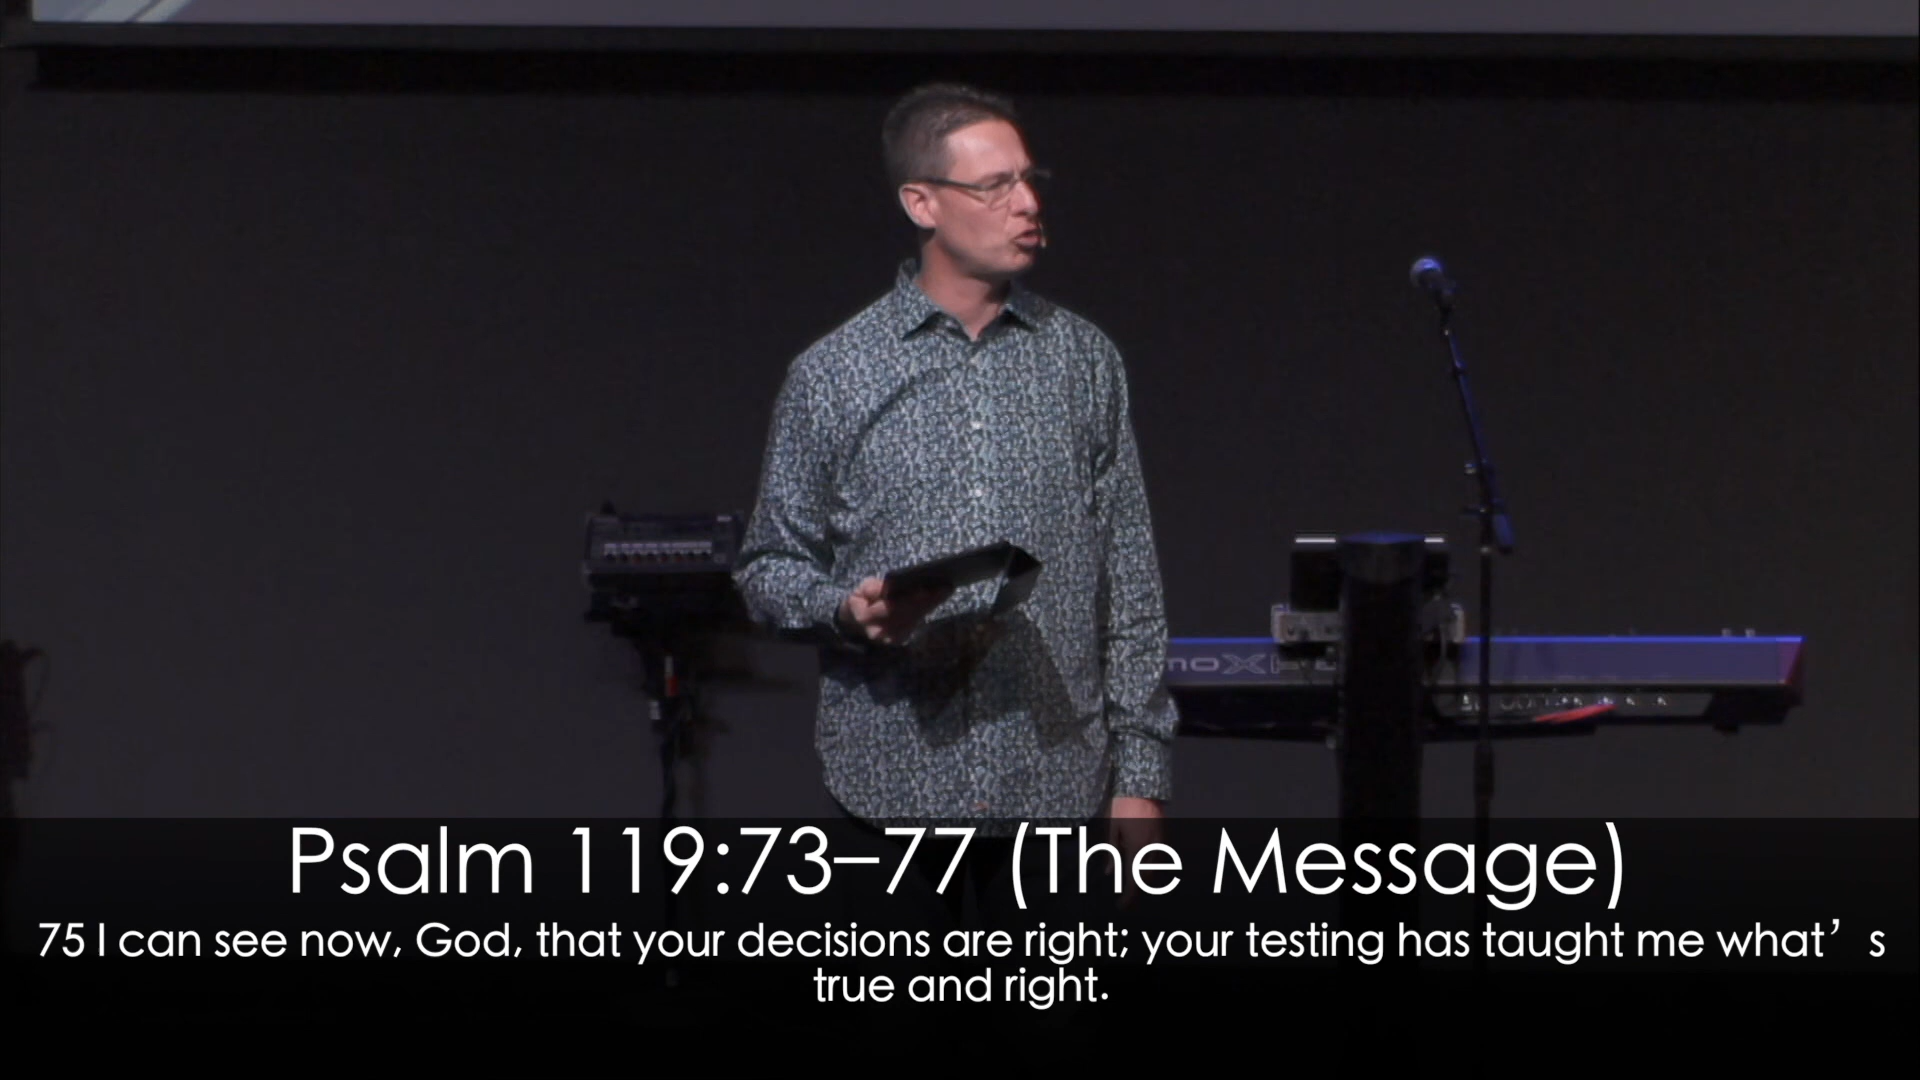 moX
Psalm 119:73–77 (The Message)
75 I can see now, God, that your decisions are right; your testing has taught me what’s
true and right.